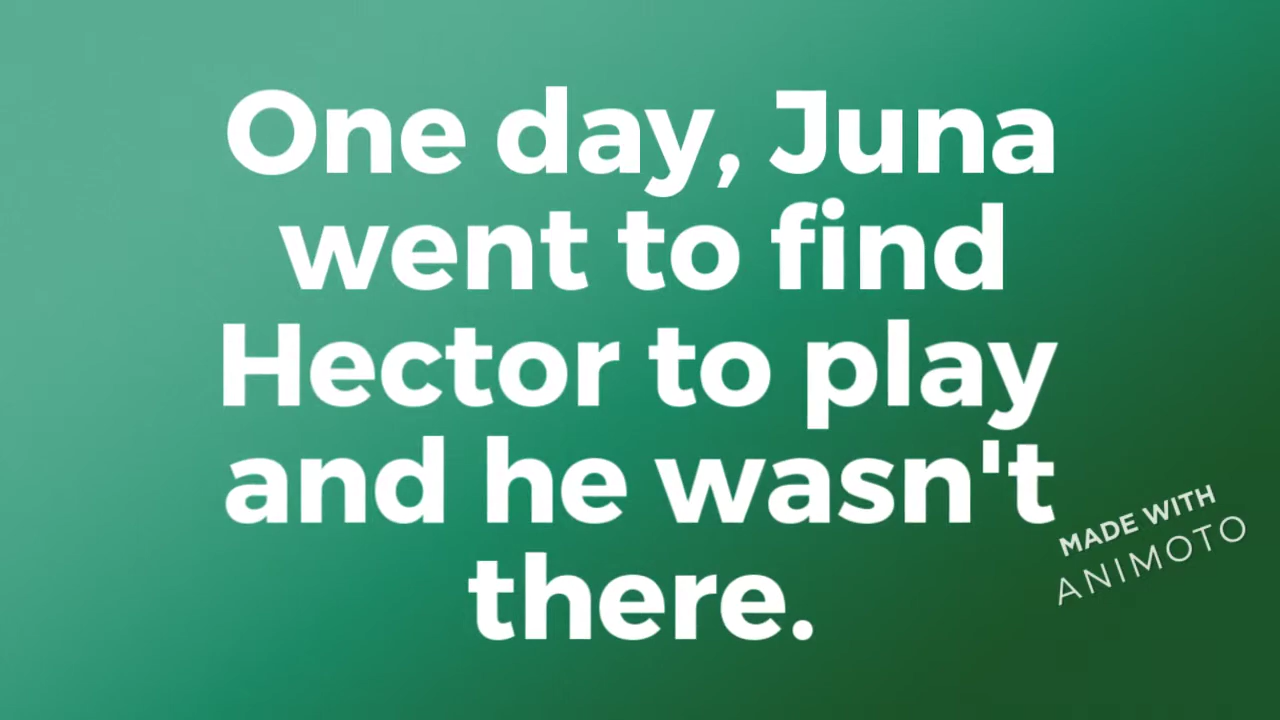 One day, Juna
went to find
Hector to play
and he wasn't
there.
MADE WITH
ANIMOTO